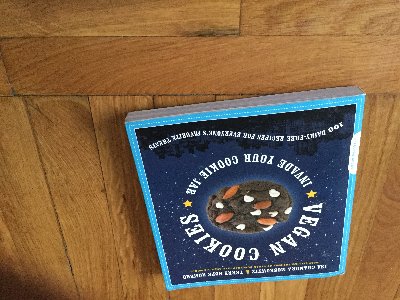 ISA CHANDRA MOSKOWITZ & TERRY HOPE ROMERO
VEGAN COOKIES
INVADE YOUR COOKIE JAR
100 DAIRY-FREE RECIPES FOR EVERYONE'S FAVORITE TREATS